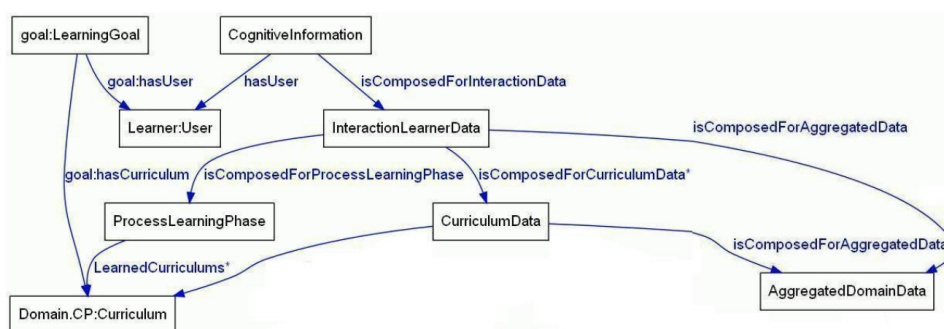 goal:LearningGoal
CognitiveInformation
goal:hasUser
hasUser
isComposedForInteractionData
Learner:User
InteractionLearnerData
isComposedForAggregatedData
goal:hasCurriculum
isComposedForProcessLearningPhase
isComposedForCurriculumData*
ProcessLearningPhase
CurriculumData
isComposedForAggregatedData
LearnedCurriculums*
AggregatedDomainData
Domain.CP:Curriculum